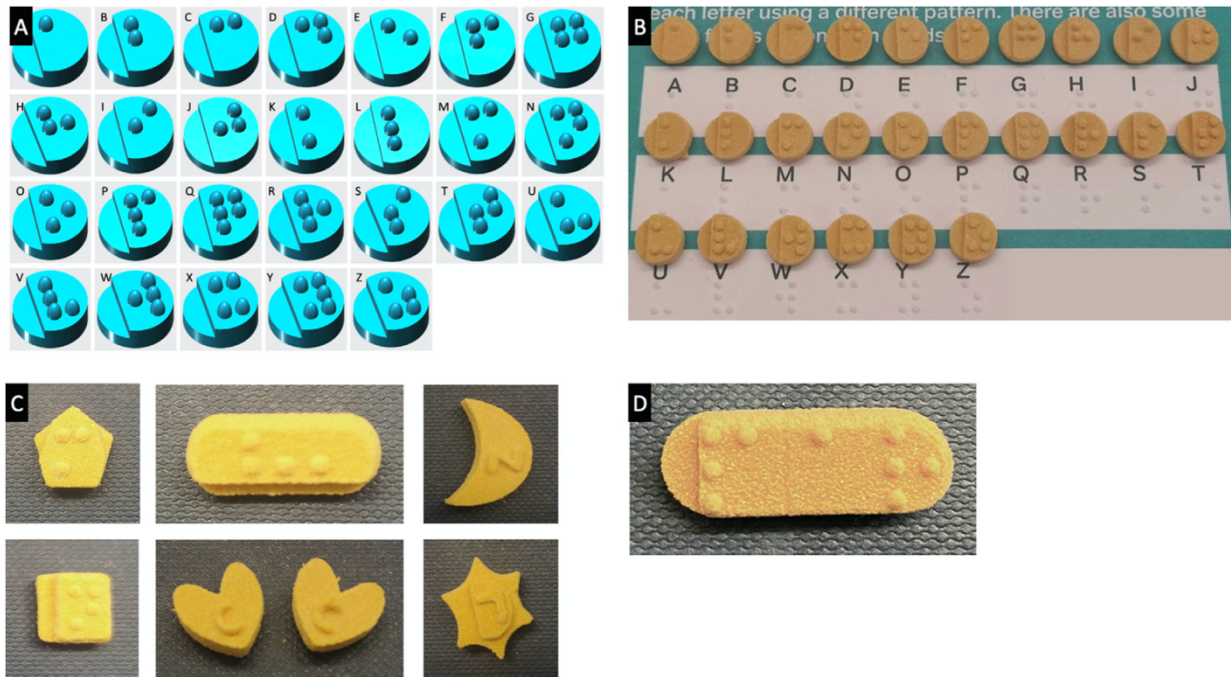 A
B C D E F G
H I J K L M N
O P Q R S T U
V W X Y Z
B
each letter using a different pattern. There are also some
A B C D E F G H I J
K L M N O P Q R S T
U V W X Y Z
C
D